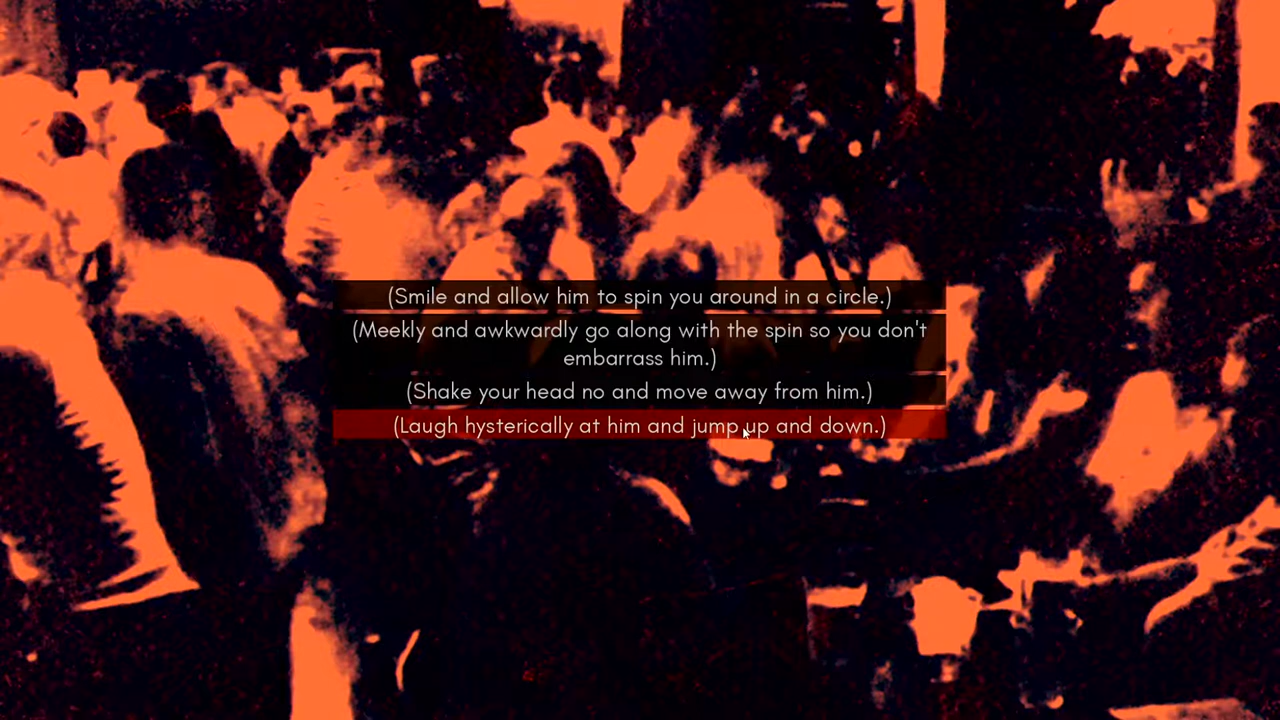 (Smile and allow him to spin you around in a circle.)
(Meekly and awkwardly go along with the spin so you don't
embarrass him.)
(Shake your head no and move away from him.)
(Laugh hysterically at him and jump up and down.)